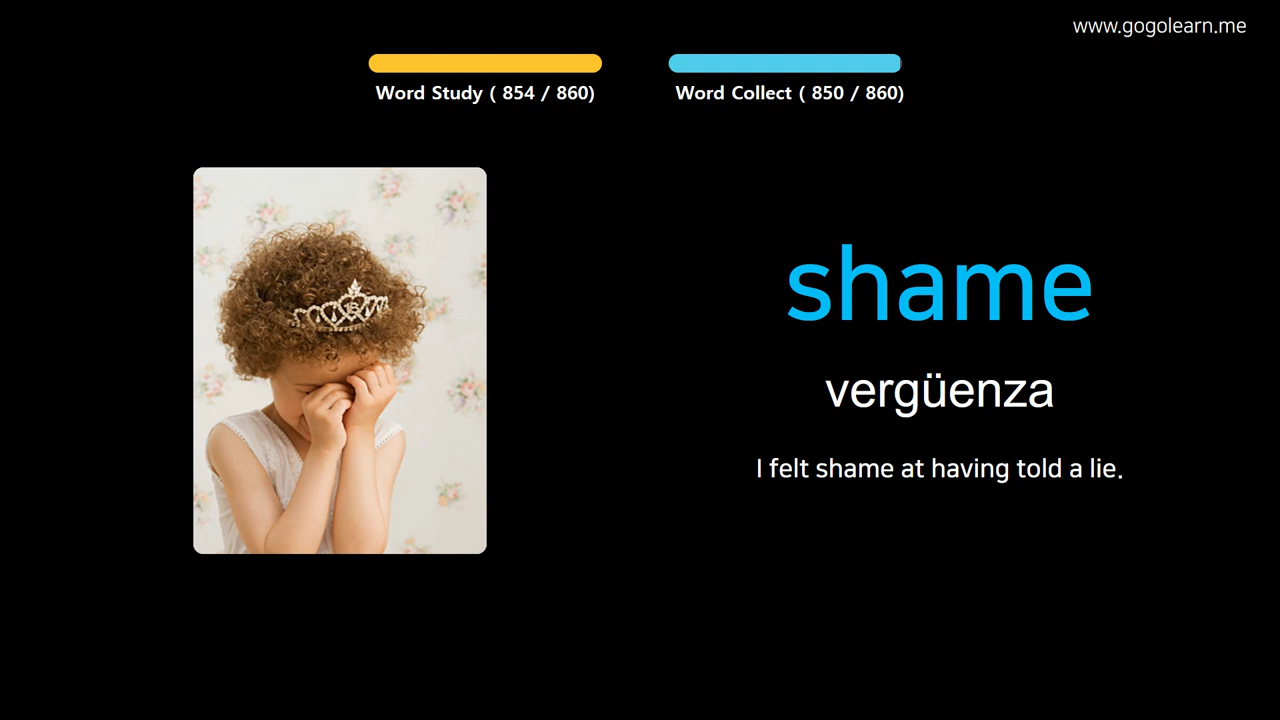 www.gogolearn.me
Word Study ( 854 / 860)
Word Collect ( 850 / 860)
shame
vergüenza
I felt shame at having told a lie.